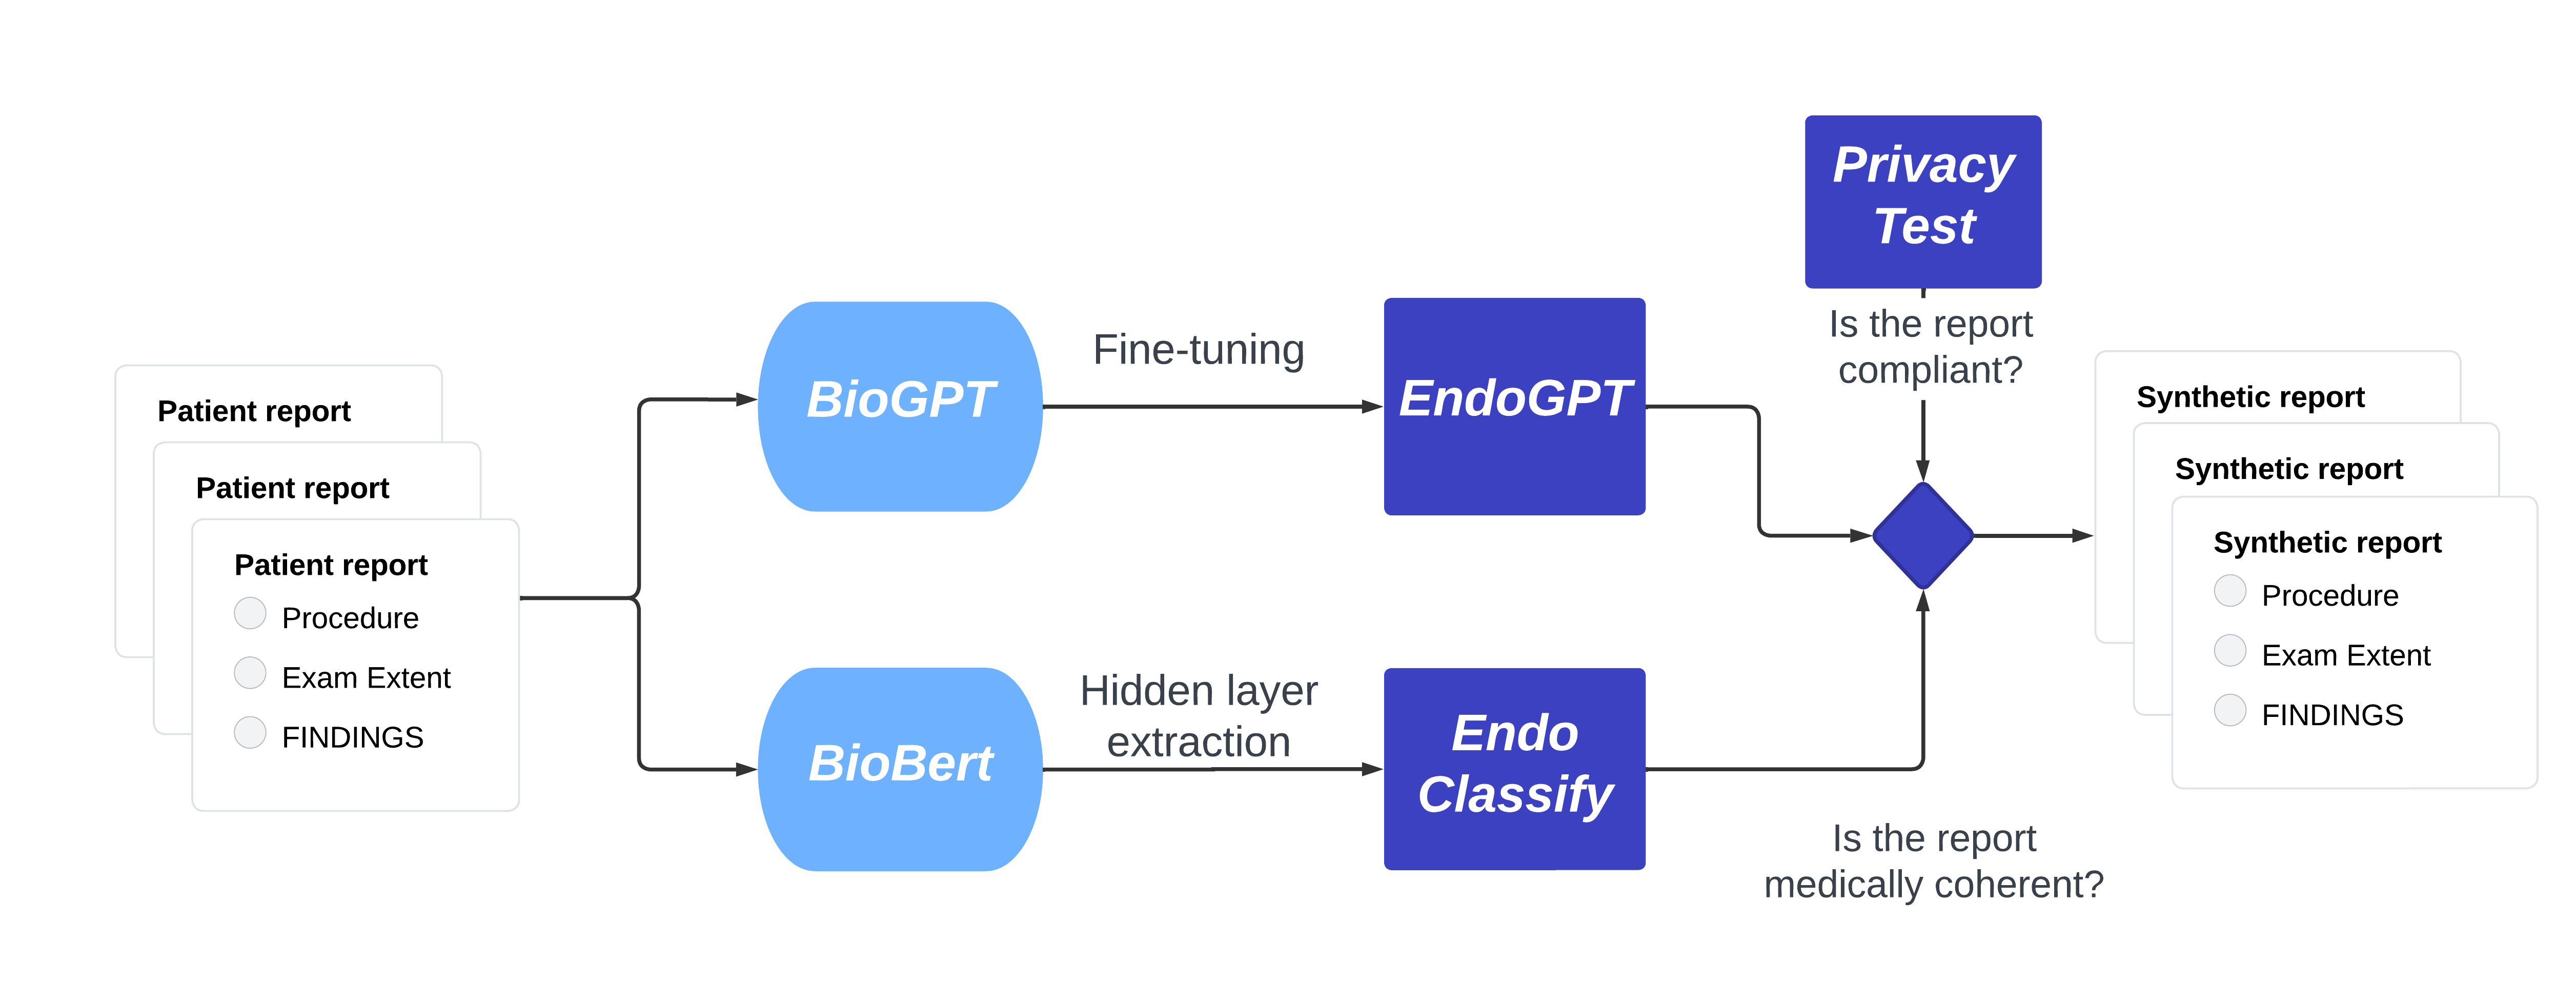 Patient report
Patient report
Patient report
Procedure
Exam Extent
FINDINGS
BioGPT
Fine-tuning
EndoGPT
BioBert
Hidden layer
extraction
Endo
Classify
Privacy
Test
Is the report
compliant?
Is the report
medically coherent?
Synthetic report
Synthetic report
Synthetic report
Procedure
Exam Extent
FINDINGS